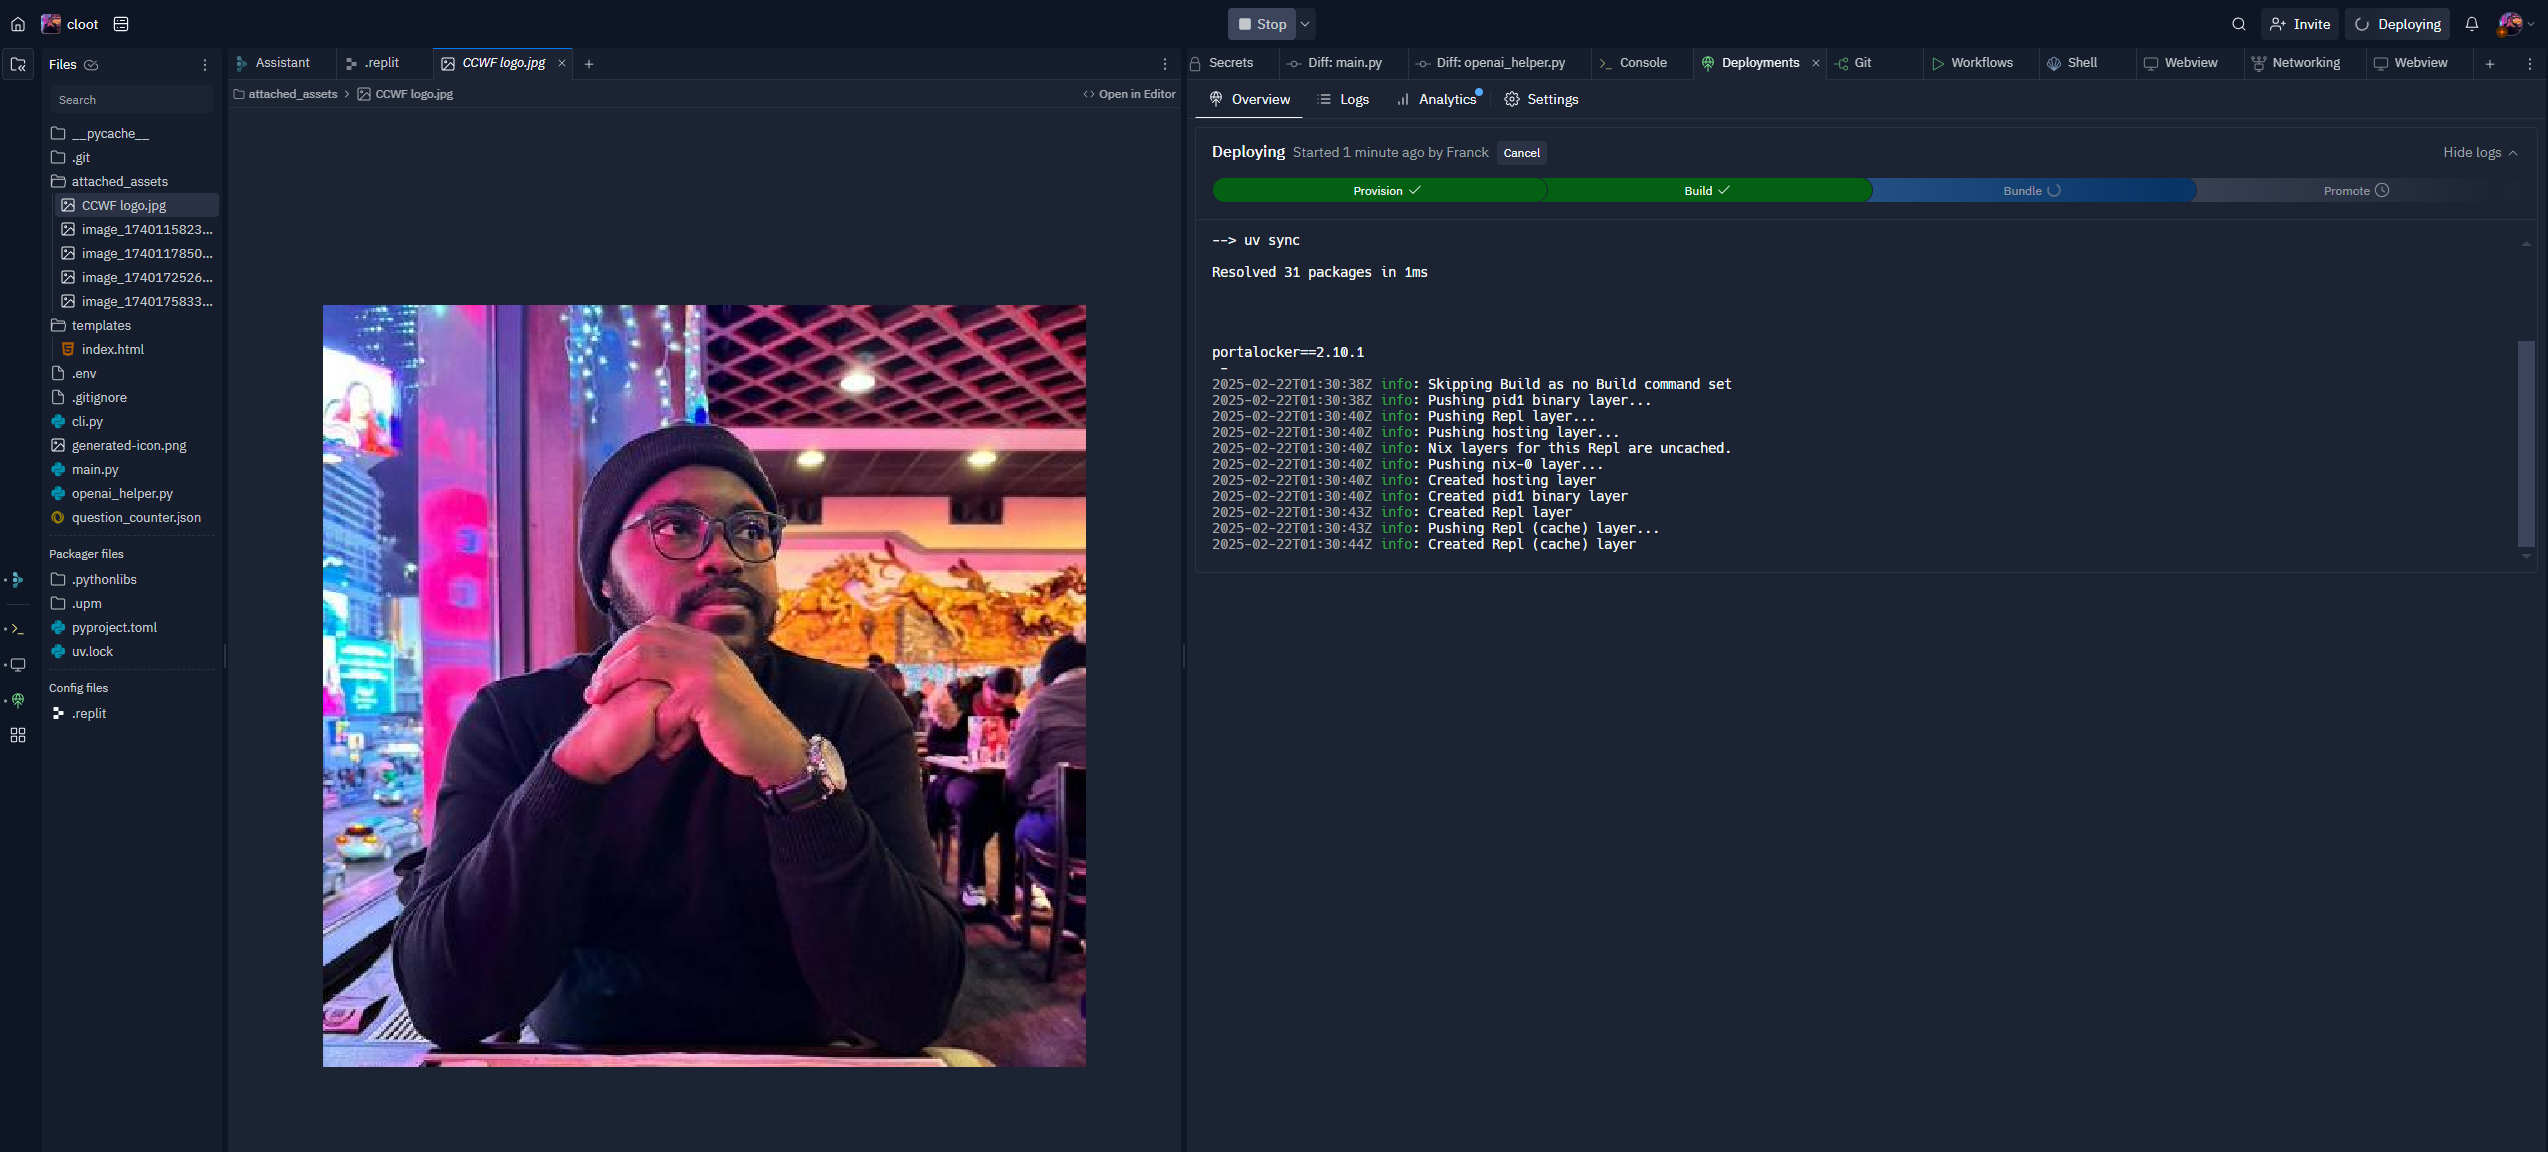 cloot
Stop
Invite
Deploying
Files
Search
__pycache__
.git
attached_assets
CCWF logo.jpg
image_1740115823...
image_1740117850...
image_1740172526...
image_1740175833...
templates
index.html
.env
.gitignore
cli.py
generated-icon.png
main.py
openai_helper.py
question_counter.json
Packager files
.pythonlibs
.upm
pyproject.toml
uv.lock
Config files
.replit
Assistant
.replit
CCWF logo.jpg
attached_assets > CCWF logo.jpg
<> Open in Editor
Secrets
Diff: main.py
Diff: openai_helper.py
Console
Deployments
Git
Workflows
Shell
Webview
Networking
Webview
Overview
Logs
Analytics
Settings
Deploying Started 1 minute ago by Franck Cancel
Hide logs
Provision
Build
Bundle
Promote
--> uv sync
Resolved 31 packages in 1ms
portalocker==2.10.1
-
2025-02-22T01:30:38Z info: Skipping Build as no Build command set
2025-02-22T01:30:38Z info: Pushing pid1 binary layer...
2025-02-22T01:30:40Z info: Pushing Repl layer...
2025-02-22T01:30:40Z info: Pushing hosting layer...
2025-02-22T01:30:40Z info: Nix layers for this Repl are uncached.
2025-02-22T01:30:40Z info: Pushing nix-0 layer...
2025-02-22T01:30:40Z info: Created hosting layer
2025-02-22T01:30:40Z info: Created pid1 binary layer
2025-02-22T01:30:43Z info: Created Repl layer
2025-02-22T01:30:43Z info: Pushing Repl (cache) layer...
2025-02-22T01:30:44Z info: Created Repl (cache) layer